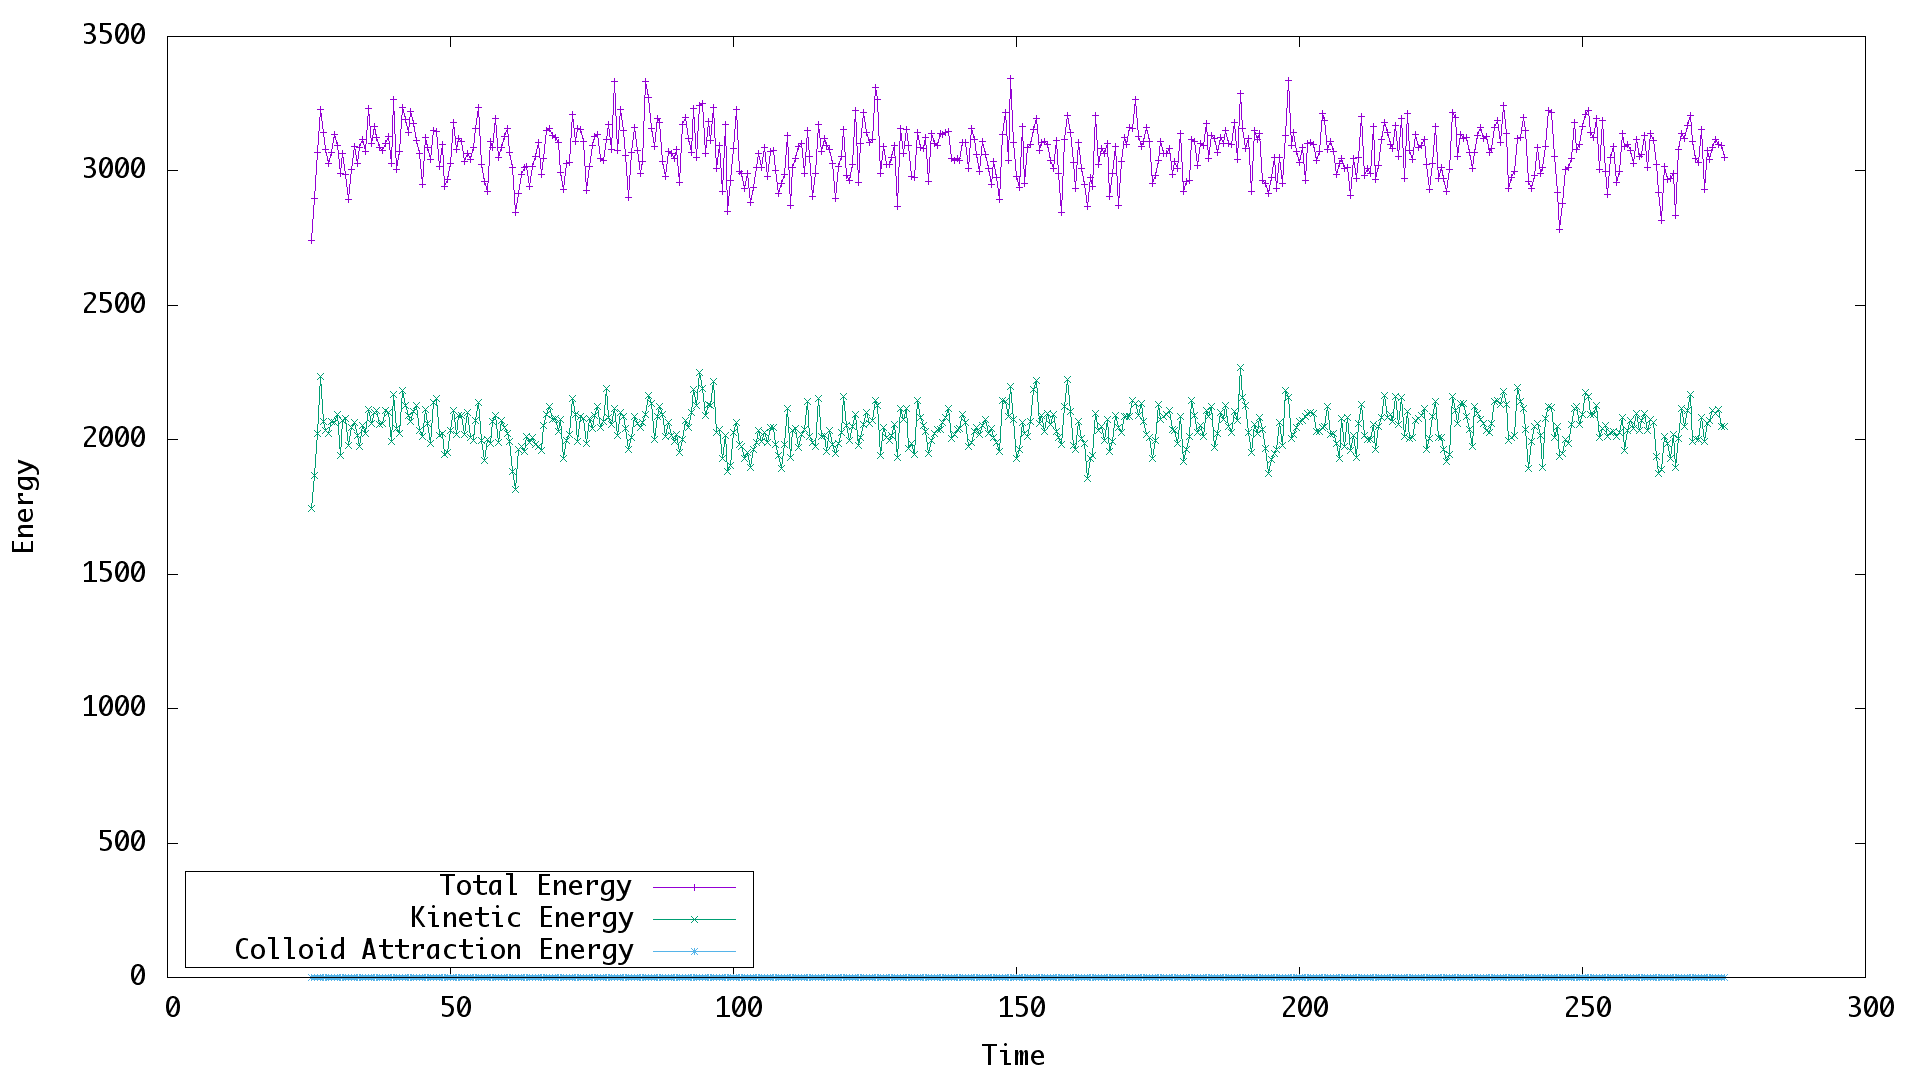 3500
3000
2500
2000
1500
1000
500
0
Energy
Total Energy
Kinetic Energy
Colloid Attraction Energy
0 50 100 150 200 250 300
Time